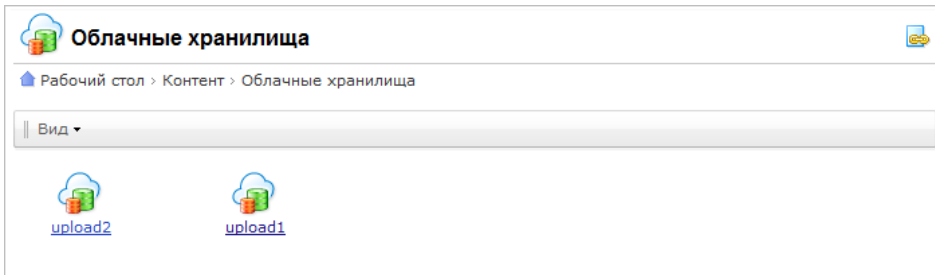 Облачные хранилища
Рабочий стол › Контент › Облачные хранилища
Вид
upload2 upload1